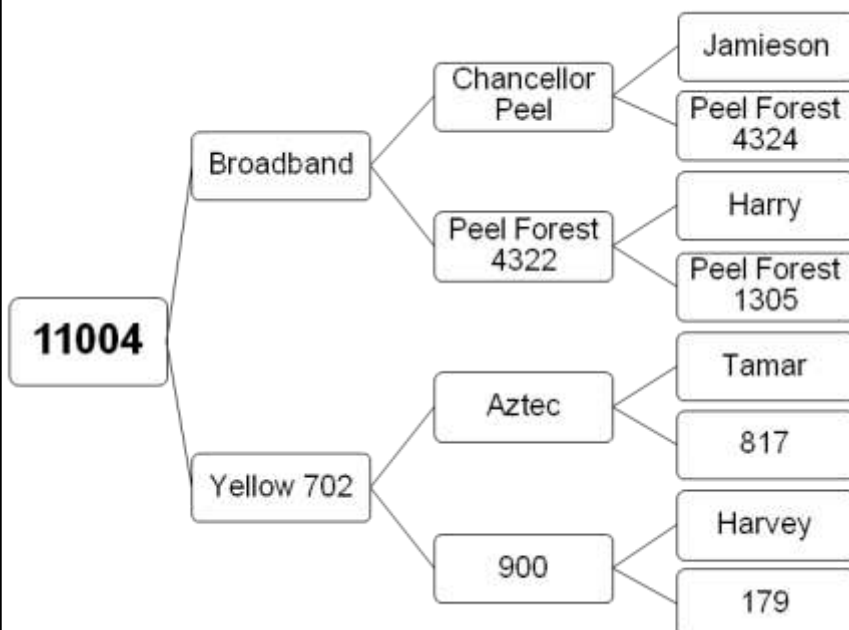 Jamieson
Chancellor
Peel
Peel Forest
4324
Broadband
Harry
Peel Forest
4322
Peel Forest
1305
11004
Tamar
Aztec
817
Yellow 702
Harvey
900
179